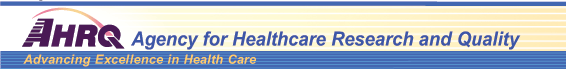 AHRQ Agency for Healthcare Research and Quality
Advancing Excellence in Health Care